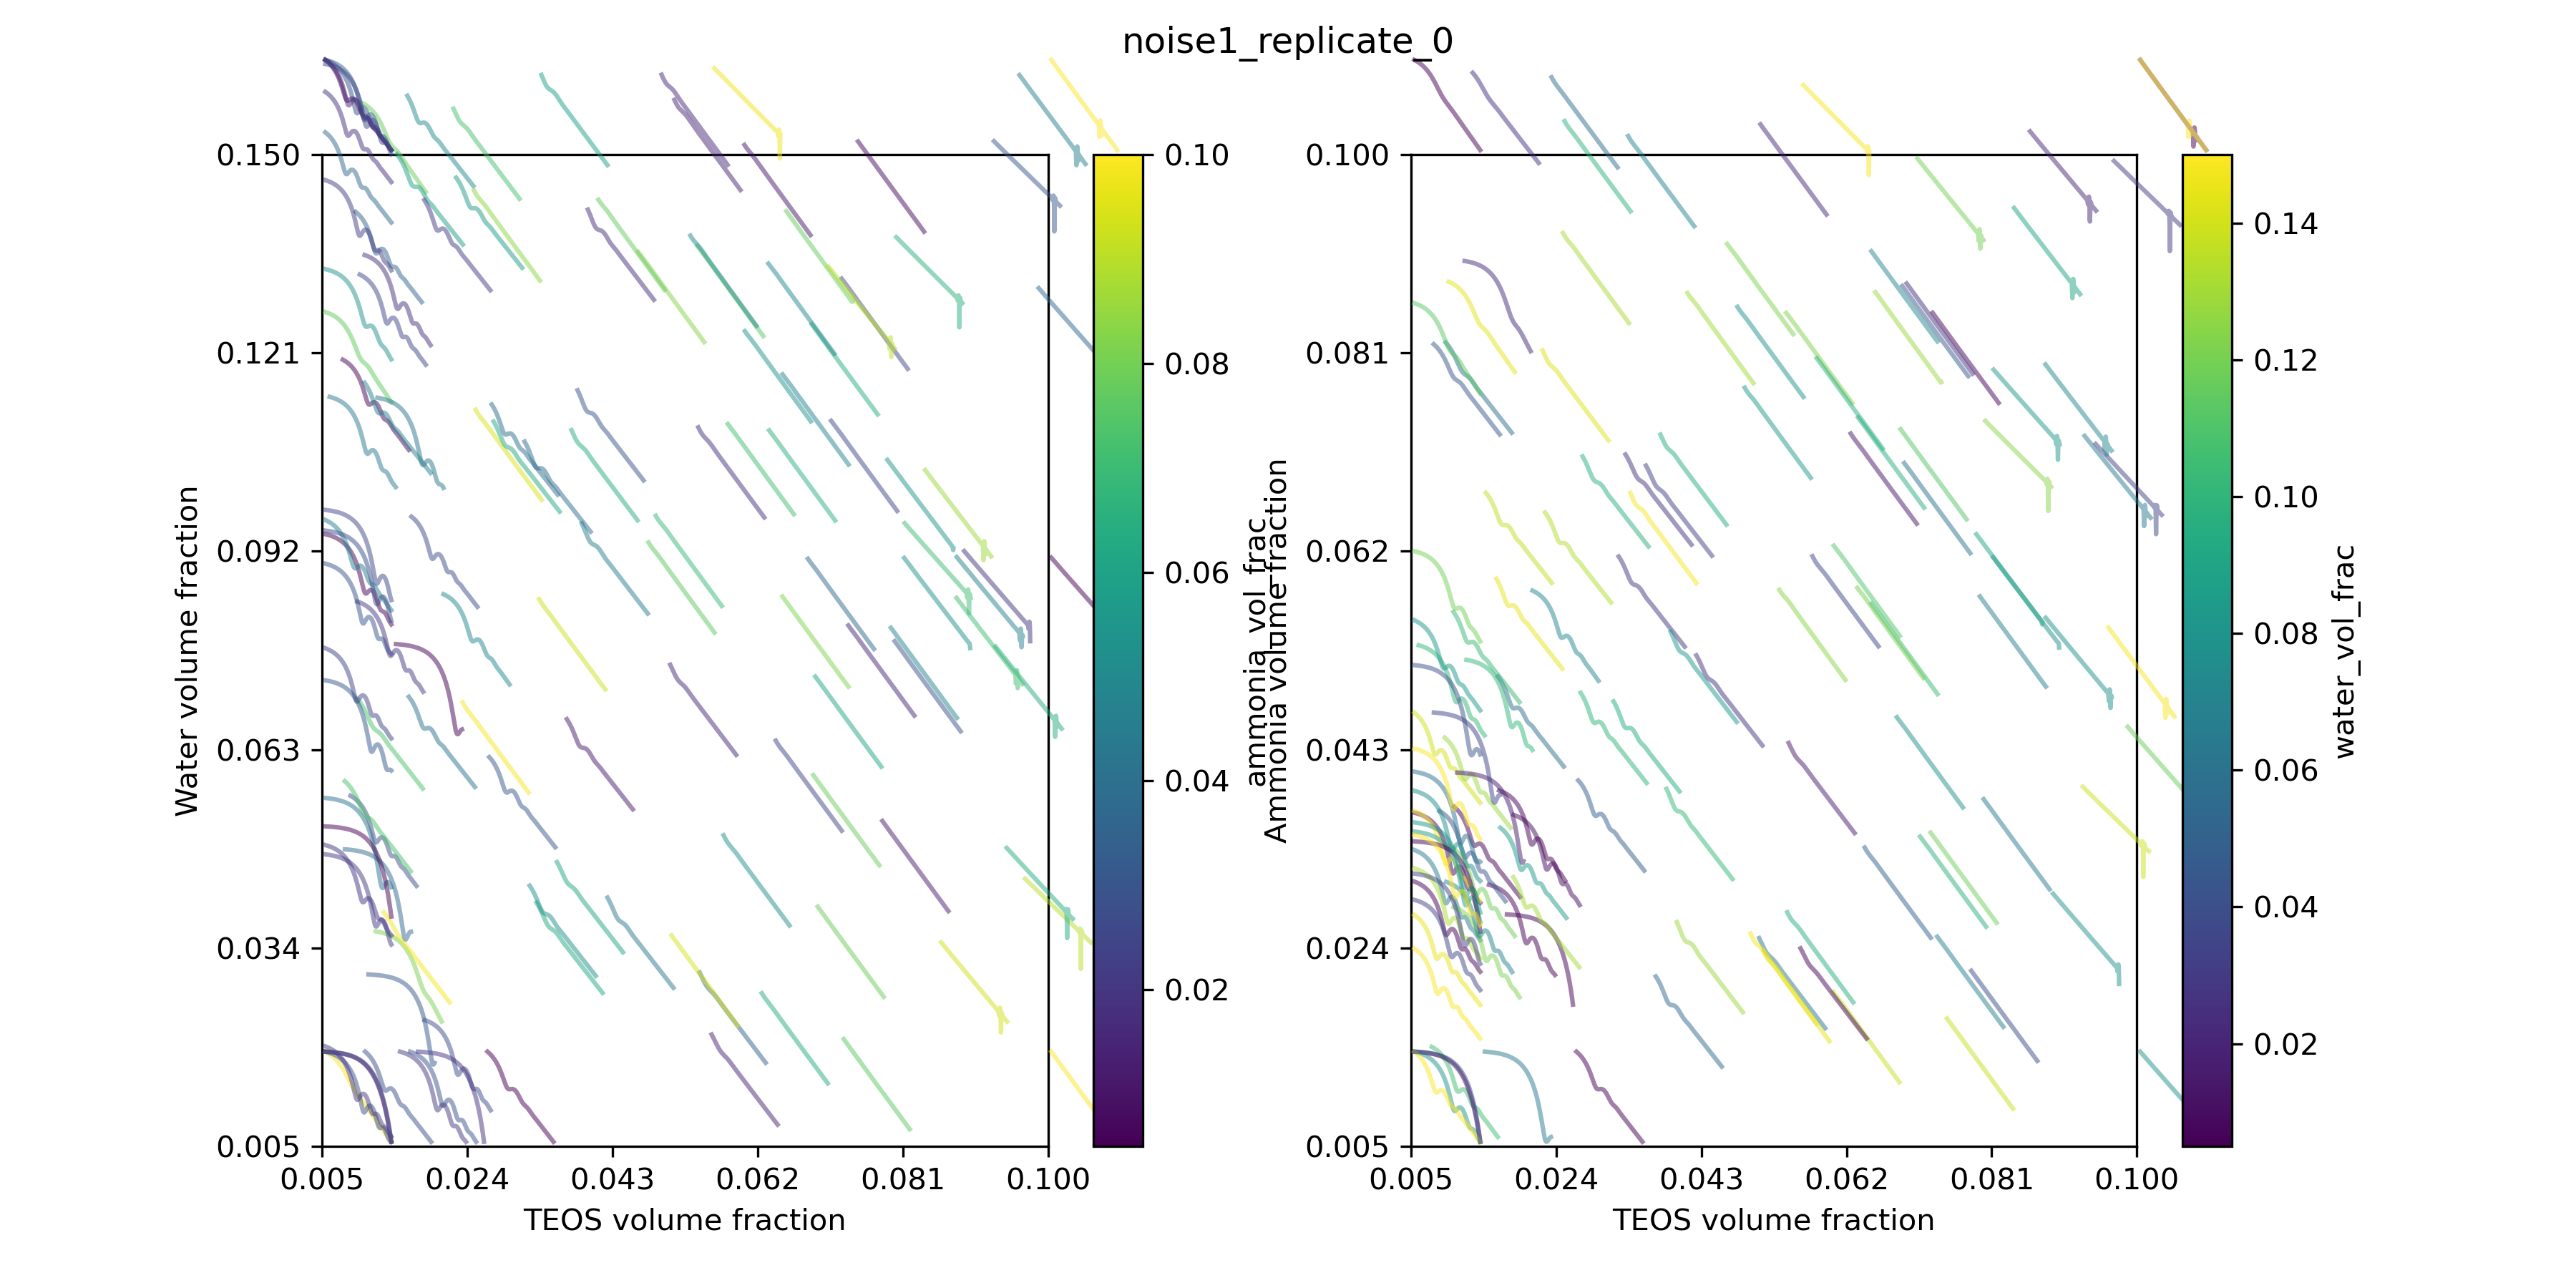 noise1_replicate_0
Water volume fraction
0.150
0.121
0.092
0.063
0.034
0.005
0.005 0.024 0.043 0.062 0.081 0.100
TEOS volume fraction
0.10
0.08
0.06
0.04
0.02
ammonia_vol_frac
Ammonia volume fraction
0.100
0.081
0.062
0.043
0.024
0.005
0.005 0.024 0.043 0.062 0.081 0.100
TEOS volume fraction
0.14
0.12
0.10
0.08
0.06
0.04
0.02
water_vol_frac